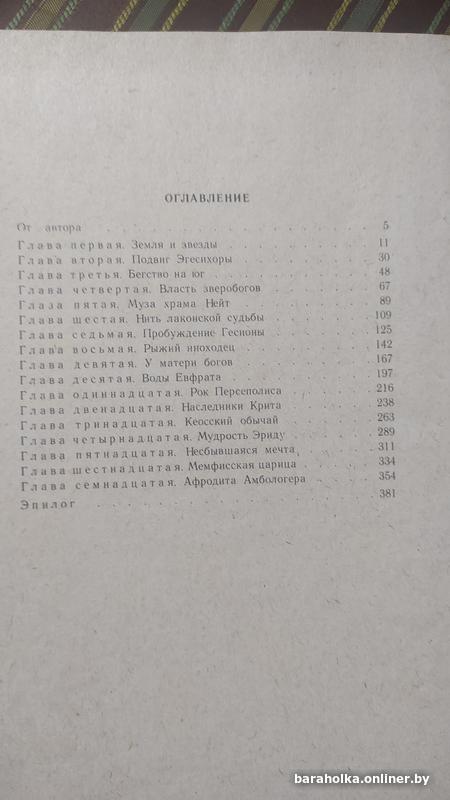 ОГЛАВЛЕНИЕ
От автора 5
Глава первая. Земля и звезды 11
Глава вторая. Подвиг Эгесихоры 30
Глава третья. Бегство на юг 48
Глава четвертая. Власть зверобогов 67
Глаза пятая. Муза храма Нейт 89
Глава шестая. Нить лаконской судьбы 109
Глава седьмая. Пробуждение Гесионы 125
Глава восьмая. Рыжий иноходец 142
Глава девятая. У матери богов 167
Глава десятая. Воды Евфрата 197
Глава одиннадцатая. Рок Персеполиса 216
Глава двенадцатая. Наследники Крита 238
Глава тринадцатая. Кеосский обычай 263
Глава четырнадцатая. Мудрость Эриду 289
Глава пятнадцатая. Несбывшаяся мечта 311
Глава шестнадцатая. Мемфисская царица 334
Глава семнадцатая. Афродита Амбологера 354
Эпилог 381
baraholka.onliner.by